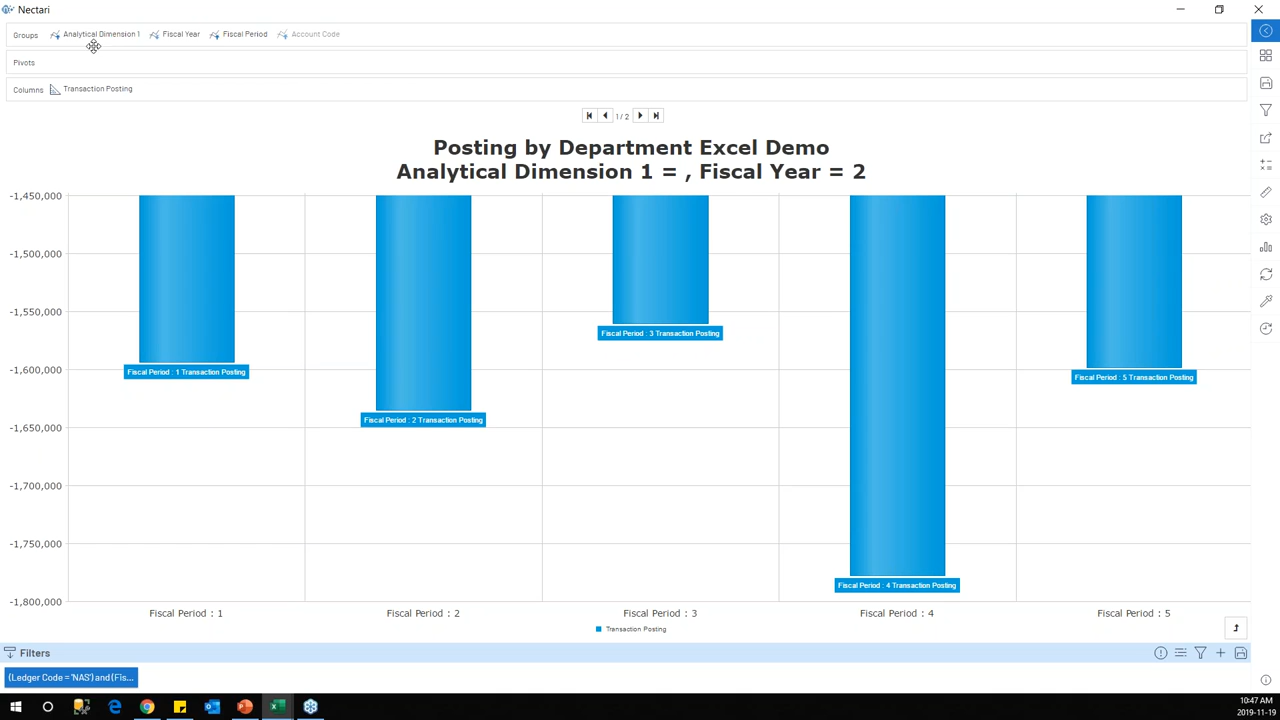 Nectari
Groups Analytical Dimension 1 Fiscal Year Fiscal Period Account Code
Pivots
Columns Transaction Posting
1 / 2
Posting by Department Excel Demo
Analytical Dimension 1 = , Fiscal Year = 2
-1,450,000
-1,500,000
-1,550,000
-1,600,000
-1,650,000
-1,700,000
-1,750,000
-1,800,000
Fiscal Period : 1 Transaction Posting
Fiscal Period : 2 Transaction Posting
Fiscal Period : 3 Transaction Posting
Fiscal Period : 4 Transaction Posting
Fiscal Period : 5 Transaction Posting
Fiscal Period : 1 Fiscal Period : 2 Fiscal Period : 3 Fiscal Period : 4 Fiscal Period : 5
Transaction Posting
Filters
(Ledger Code = 'NAS') and (Fis...
10:47 AM
2019-11-19